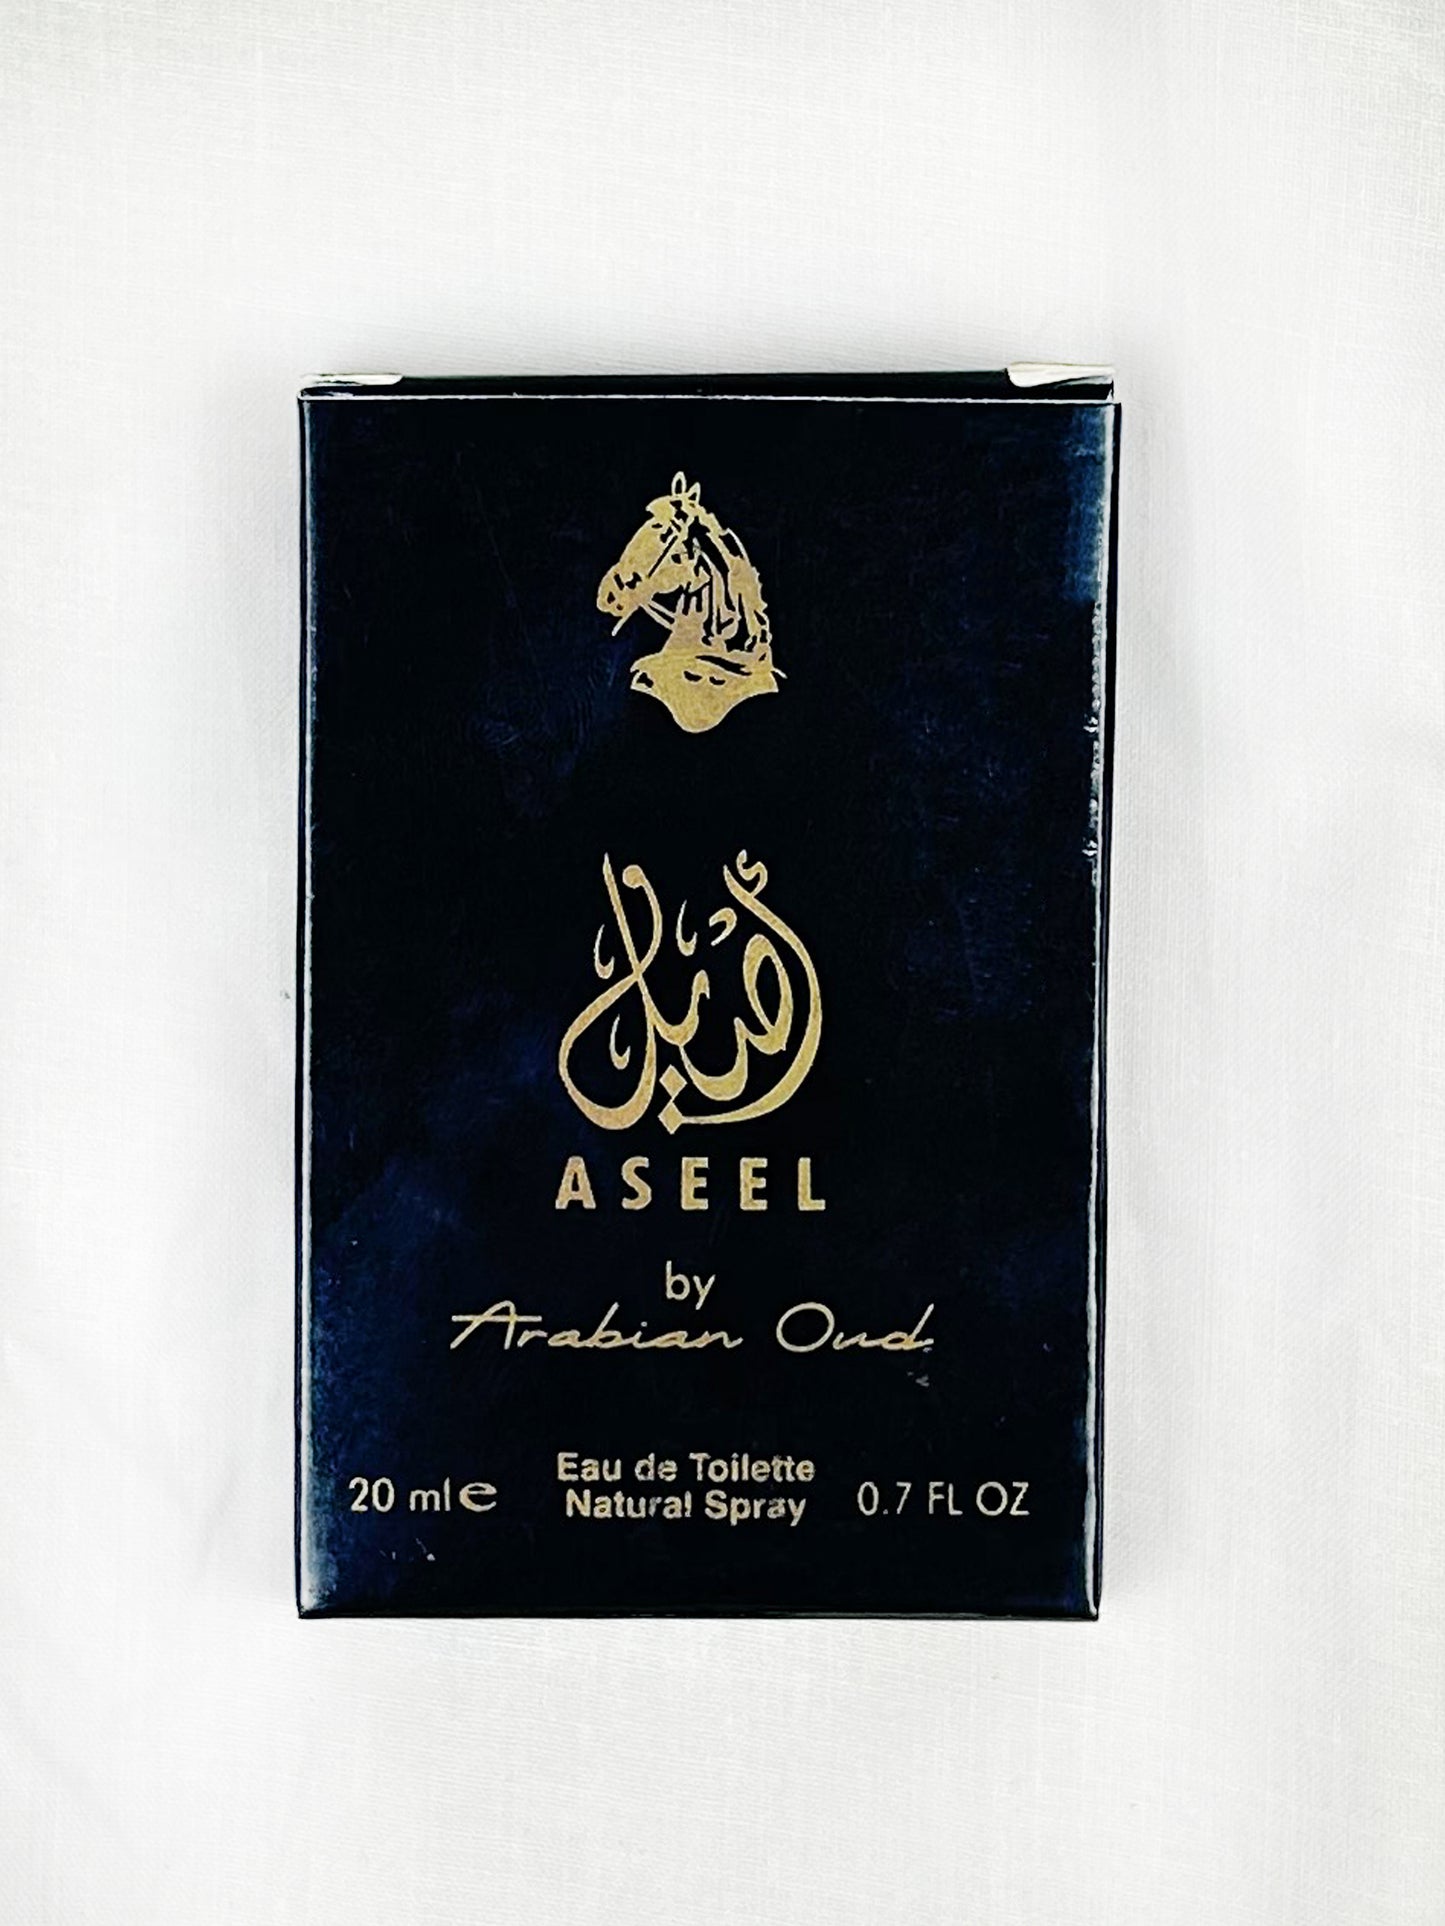 أصيل
ASEEL
by
Arabian Oud
Eau de Toilette
Natural Spray
20 ml e
0.7 FL OZ